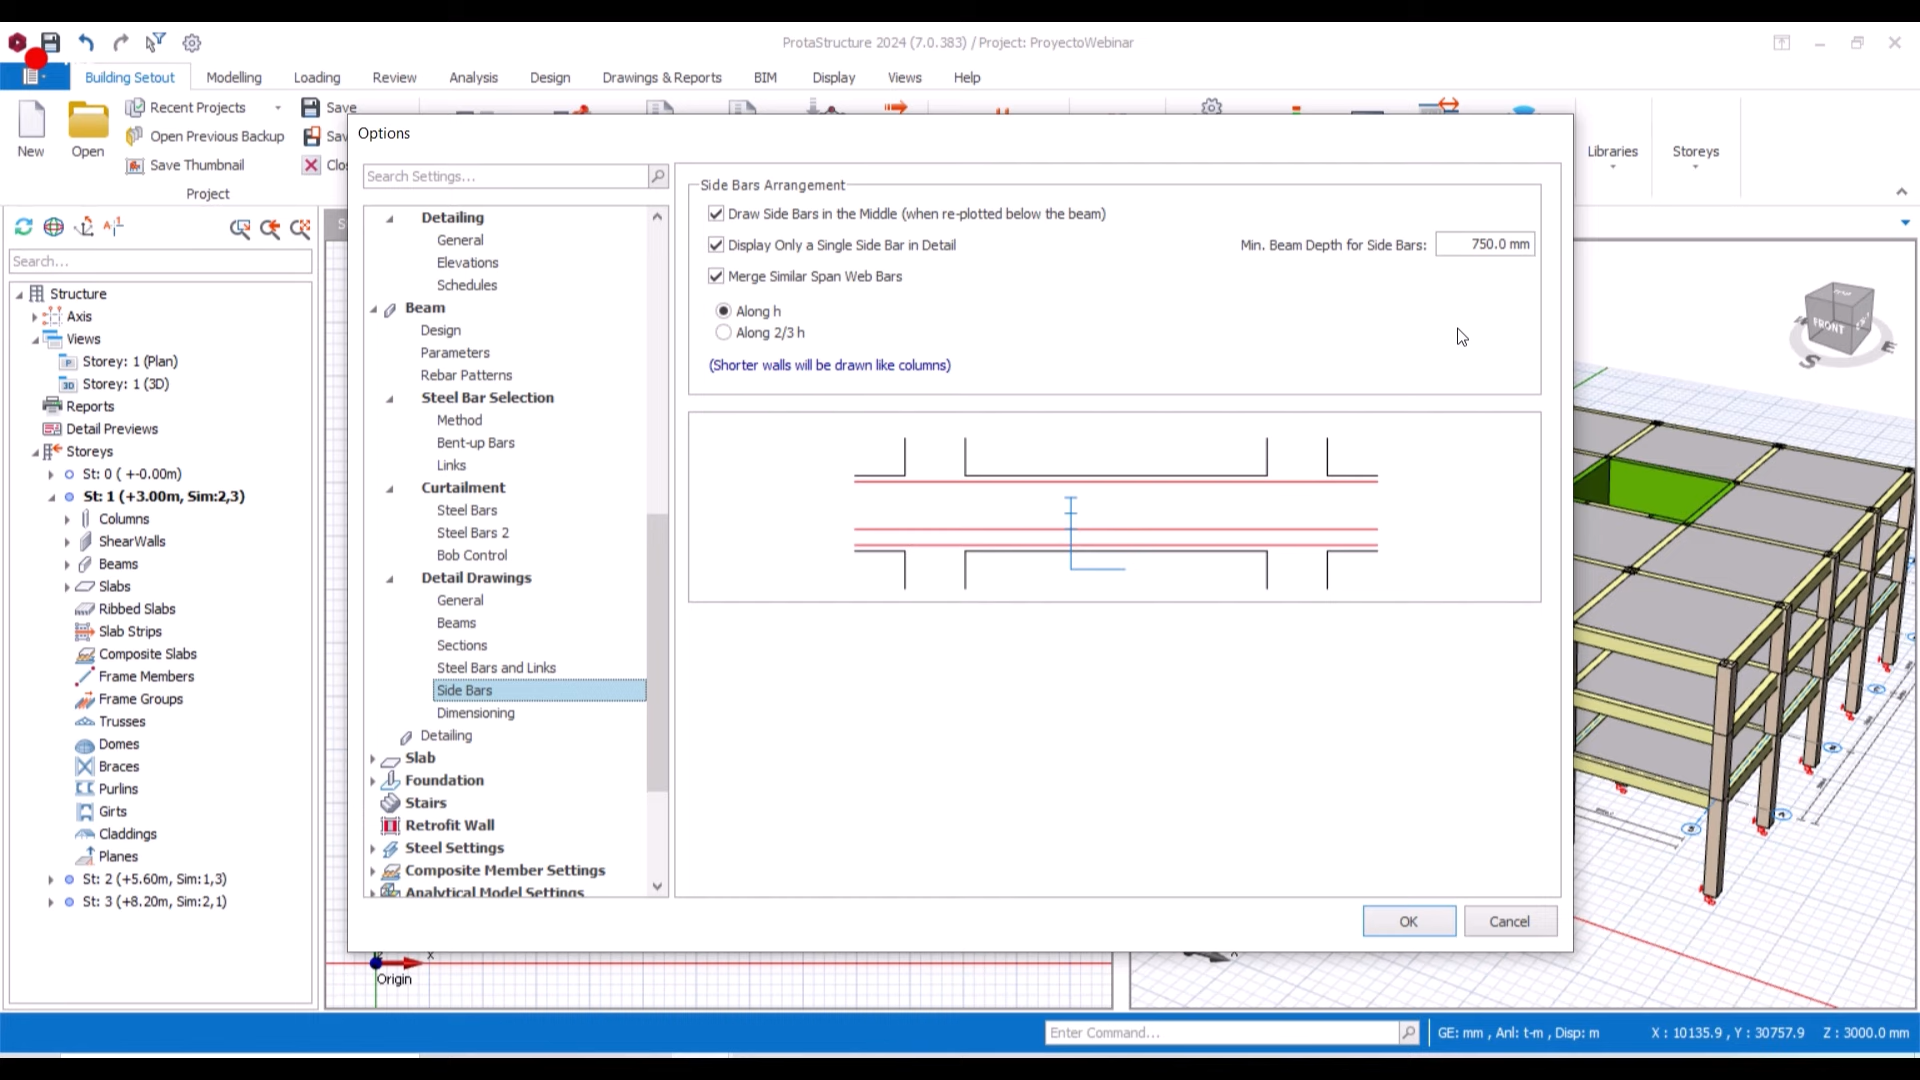 ProtaStructure 2024 (7.0.383) / Project: ProyectoWebinar
Building Setout
Modelling
Loading
Review
Analysis
Design
Drawings & Reports
BIM
Display
Views
Help
New
Open
Recent Projects
Open Previous Backup
Save Thumbnail
Save
Sav
Clo
Project
Libraries
Storeys
Search...
Structure
Axis
Views
Storey: 1 (Plan)
Storey: 1 (3D)
Reports
Detail Previews
Storeys
St: 0 ( +-0.00m)
St: 1 (+3.00m, Sim:2,3)
Columns
ShearWalls
Beams
Slabs
Ribbed Slabs
Slab Strips
Composite Slabs
Frame Members
Frame Groups
Trusses
Domes
Braces
Purlins
Girts
Claddings
Planes
St: 2 (+5.60m, Sim:1,3)
St: 3 (+8.20m, Sim:2,1)
Options
Search Settings...
Detailing
General
Elevations
Schedules
Beam
Design
Parameters
Rebar Patterns
Steel Bar Selection
Method
Bent-up Bars
Links
Curtailment
Steel Bars
Steel Bars 2
Bob Control
Detail Drawings
General
Beams
Sections
Steel Bars and Links
Side Bars
Dimensioning
Detailing
Slab
Foundation
Stairs
Retrofit Wall
Steel Settings
Composite Member Settings
Analytical Model Settings
Side Bars Arrangement
Draw Side Bars in the Middle (when re-plotted below the beam)
Display Only a Single Side Bar in Detail
Min. Beam Depth for Side Bars: 750.0 mm
Merge Similar Span Web Bars
Along h
Along 2/3 h
(Shorter walls will be drawn like columns)
OK
Cancel
FRONT
S
E
X
Origin
Enter Command...
GE: mm , Anl: t-m , Disp: m
X : 10135.9 , Y : 30757.9
Z : 3000.0 mm